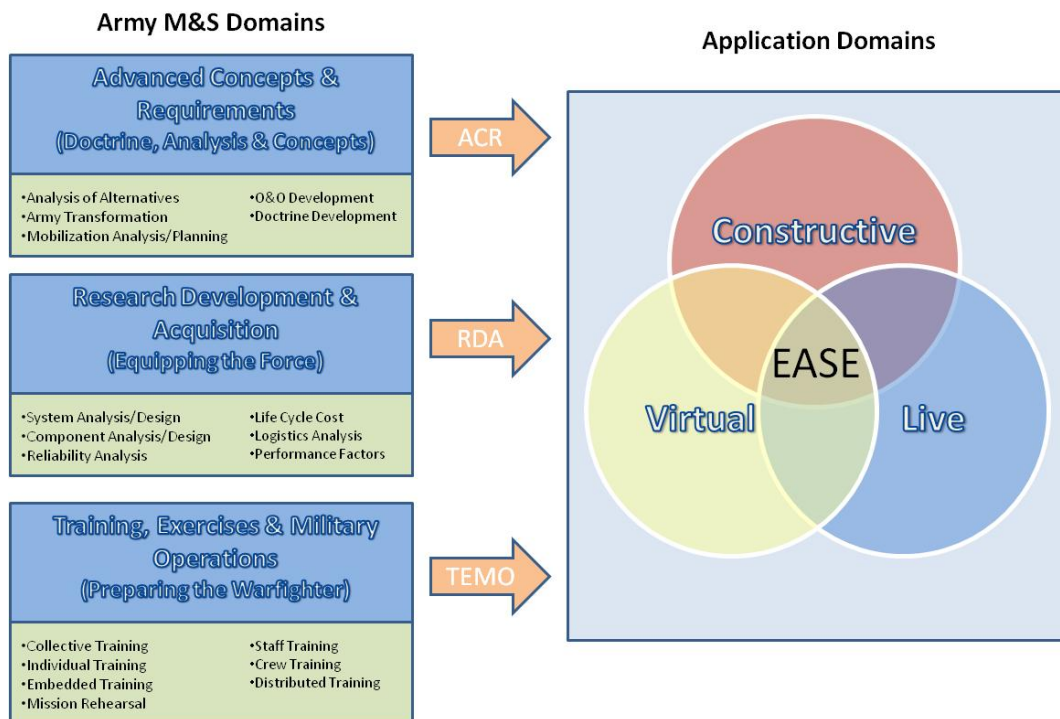 Army M&S Domains
Advanced Concepts &
Requirements
(Doctrine, Analysis & Concepts)
•Analysis of Alternatives
•Army Transformation
•Mobilization Analysis/Planning
•O&O Development
•Doctrine Development
ACR
Research Development &
Acquisition
(Equipping the Force)
•System Analysis/Design
•Component Analysis/Design
•Reliability Analysis
•Life Cycle Cost
•Logistics Analysis
•Performance Factors
RDA
Training, Exercises & Military
Operations
(Preparing the Warfighter)
•Collective Training
•Individual Training
•Embedded Training
•Mission Rehearsal
•Staff Training
•Crew Training
•Distributed Training
TEMO
Application Domains
Constructive
EASE
Virtual
Live